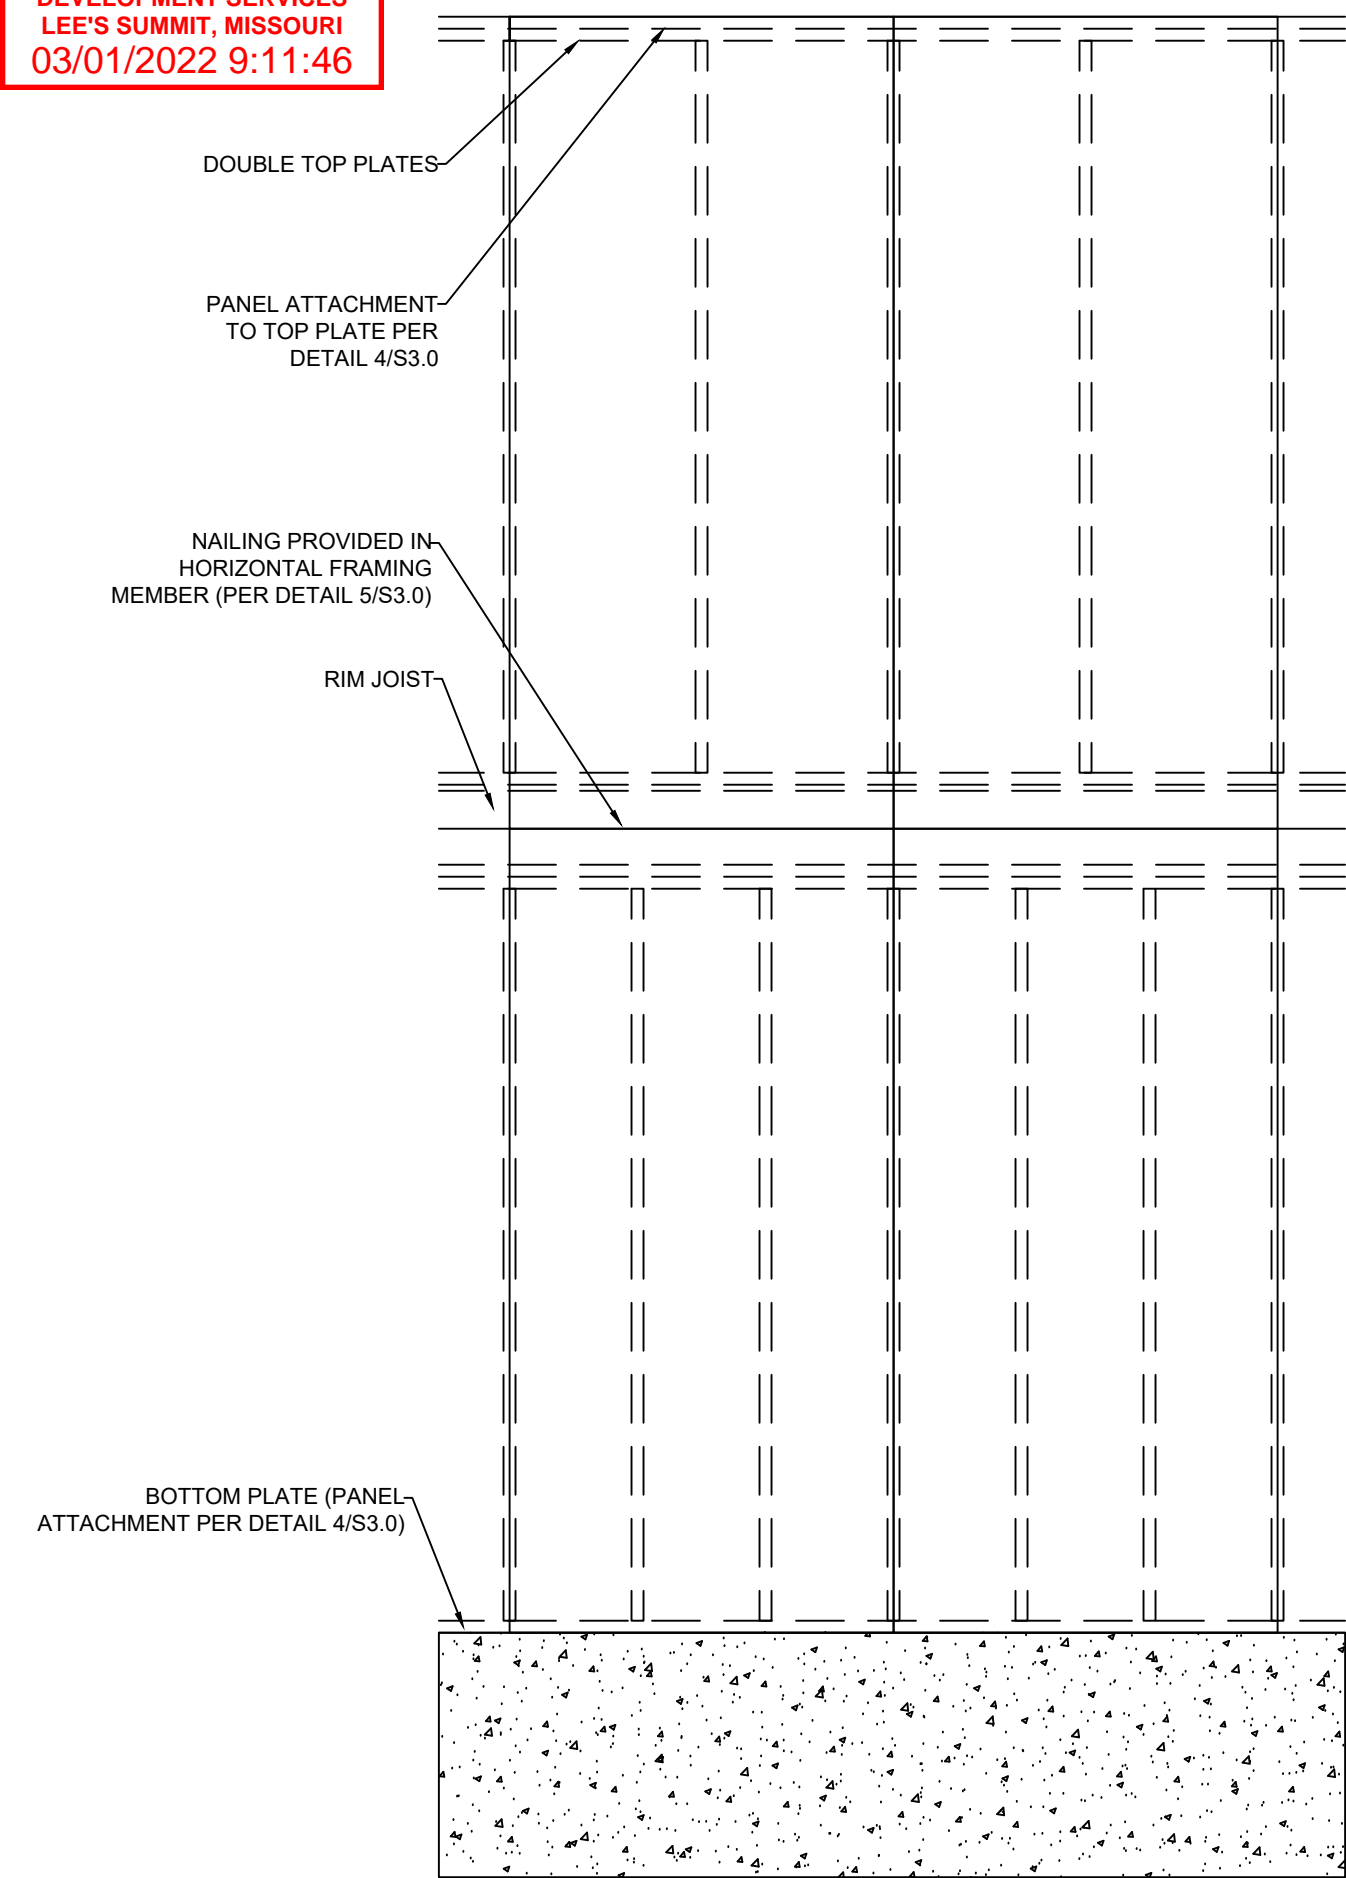 DEVELOPMENT SERVICES
LEE'S SUMMIT, MISSOURI
03/01/2022 9:11:46
DOUBLE TOP PLATES
PANEL ATTACHMENT
TO TOP PLATE PER
DETAIL 4/S3.0
NAILING PROVIDED IN
HORIZONTAL FRAMING
MEMBER (PER DETAIL 5/S3.0)
RIM JOIST
BOTTOM PLATE (PANEL
ATTACHMENT PER DETAIL 4/S3.0)